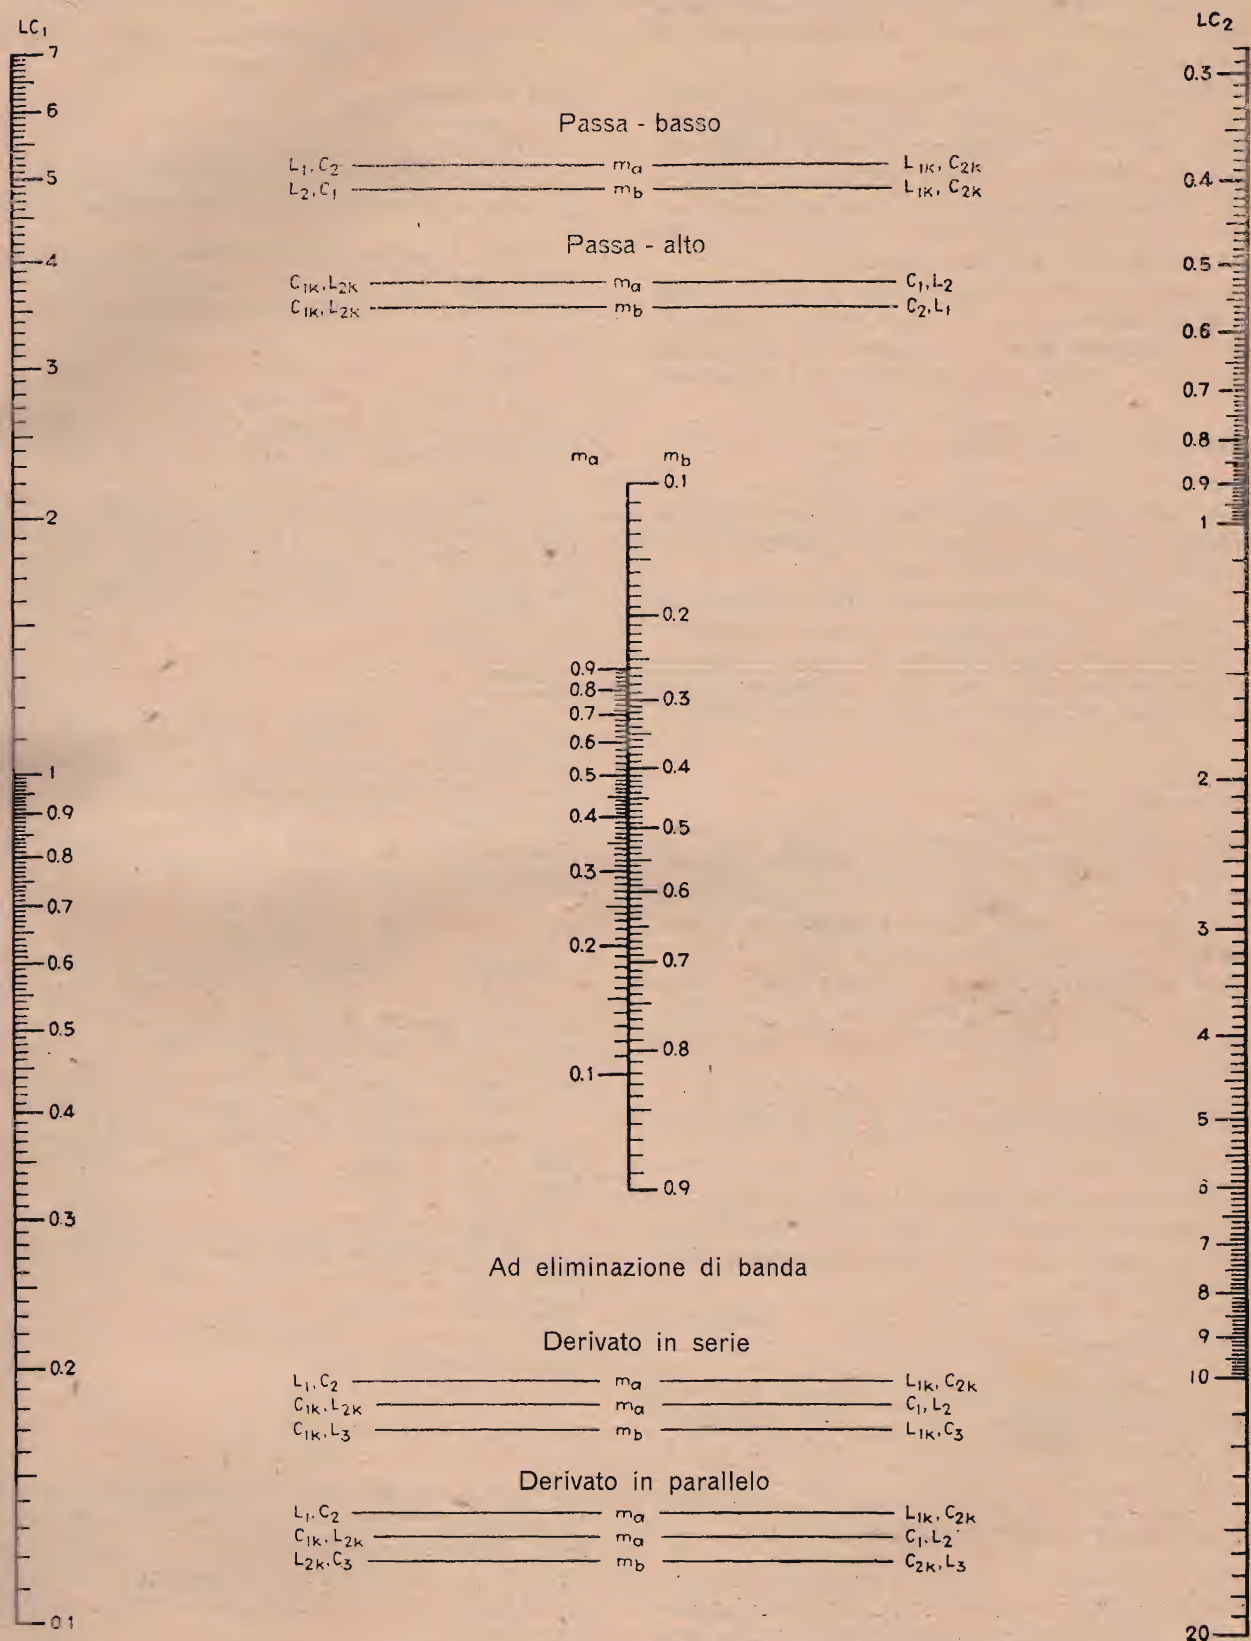 LC₁
7
6
5
4
3
2
1
0.9
0.8
0.7
0.6
0.5
0.4
0.3
0.2
0.1
Passa - basso
L₁, C₂ mₐ L₁ₖ, C₂ₖ
L₂, C₁ m_b L₁ₖ, C₂ₖ
Passa - alto
C₁ₖ, L₂ₖ mₐ C₁, L₂
C₁ₖ, L₂ₖ m_b C₂, L₁
mₐ m_b
0.9
0.8
0.7
0.6
0.5
0.4
0.3
0.2
0.1
0.1
0.2
0.3
0.4
0.5
0.6
0.7
0.8
0.9
Ad eliminazione di banda
Derivato in serie
L₁, C₂ mₐ L₁ₖ, C₂ₖ
C₁ₖ, L₂ₖ mₐ C₁, L₂
C₁ₖ, L₃ m_b L₁ₖ, C₃
Derivato in parallelo
L₁, C₂ mₐ L₁ₖ, C₂ₖ
C₁ₖ, L₂ₖ mₐ C₁, L₂
L₂ₖ, C₃ m_b C₂ₖ, L₃
LC₂
0.3
0.4
0.5
0.6
0.7
0.8
0.9
1
2
3
4
5
6
7
8
9
10
20